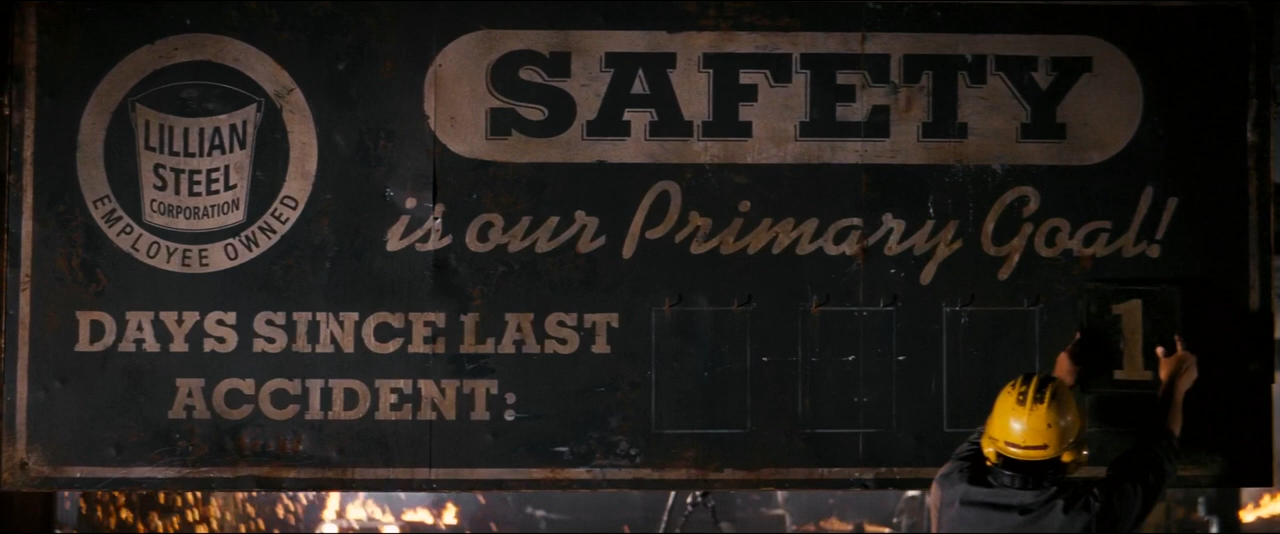 LILLIAN
STEEL
CORPORATION
EMPLOYEE OWNED
SAFETY
is our Primary Goal!
DAYS SINCE LAST
ACCIDENT:
1